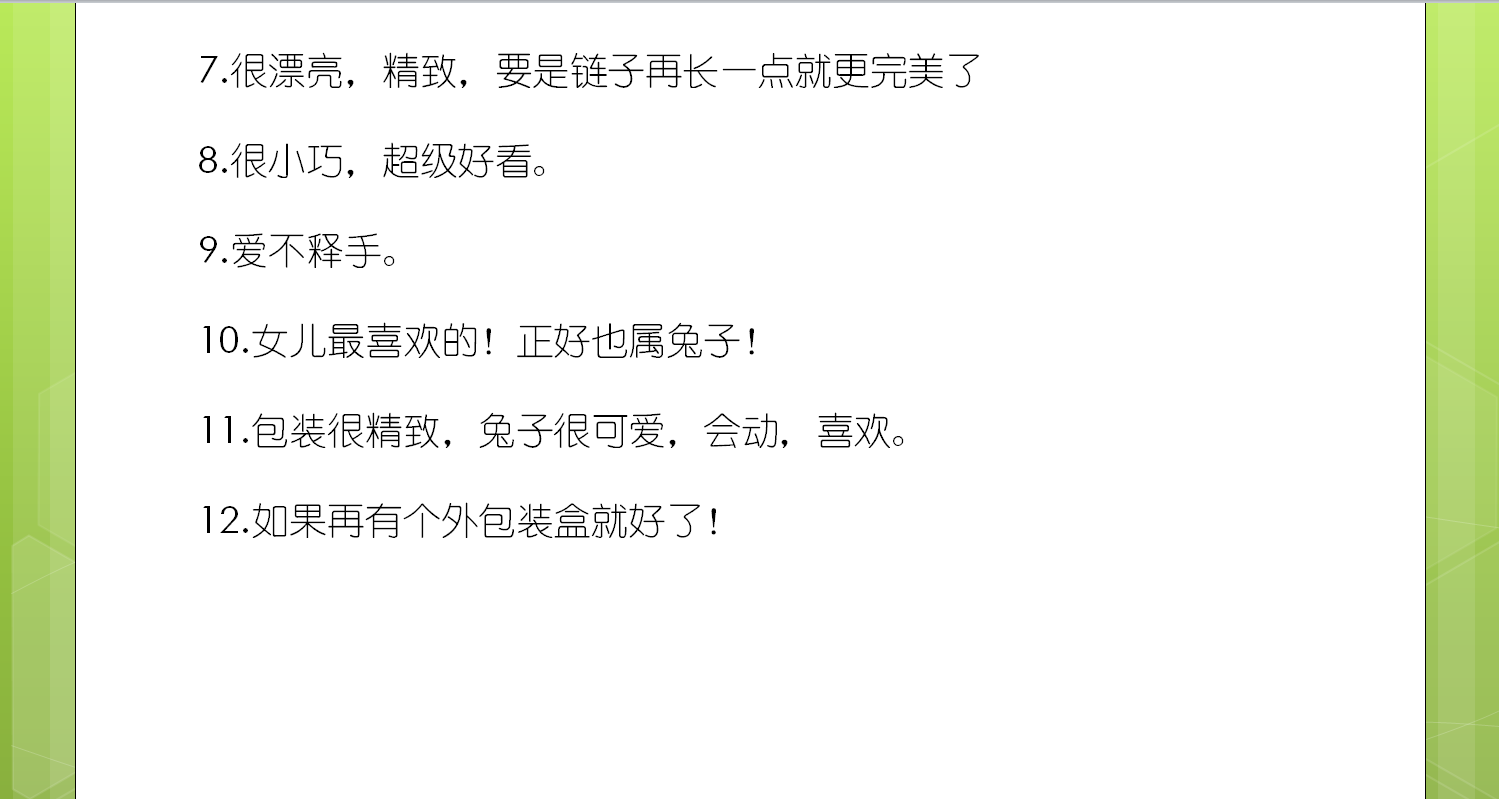 7.很漂亮，精致，要是链子再长一点就更完美了
8.很小巧，超级好看。
9.爱不释手。
10.女儿最喜欢的！正好也属兔子！
11.包装很精致，兔子很可爱，会动，喜欢。
12.如果再有个外包装盒就好了！